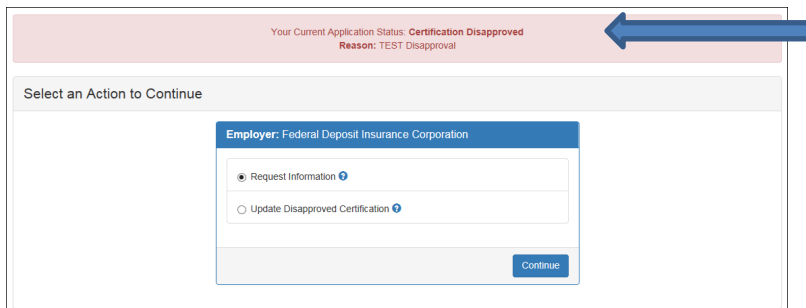 Your Current Application Status: Certification Disapproved
Reason: TEST Disapproval
Select an Action to Continue
Employer: Federal Deposit Insurance Corporation
Request Information ?
Update Disapproved Certification ?
Continue